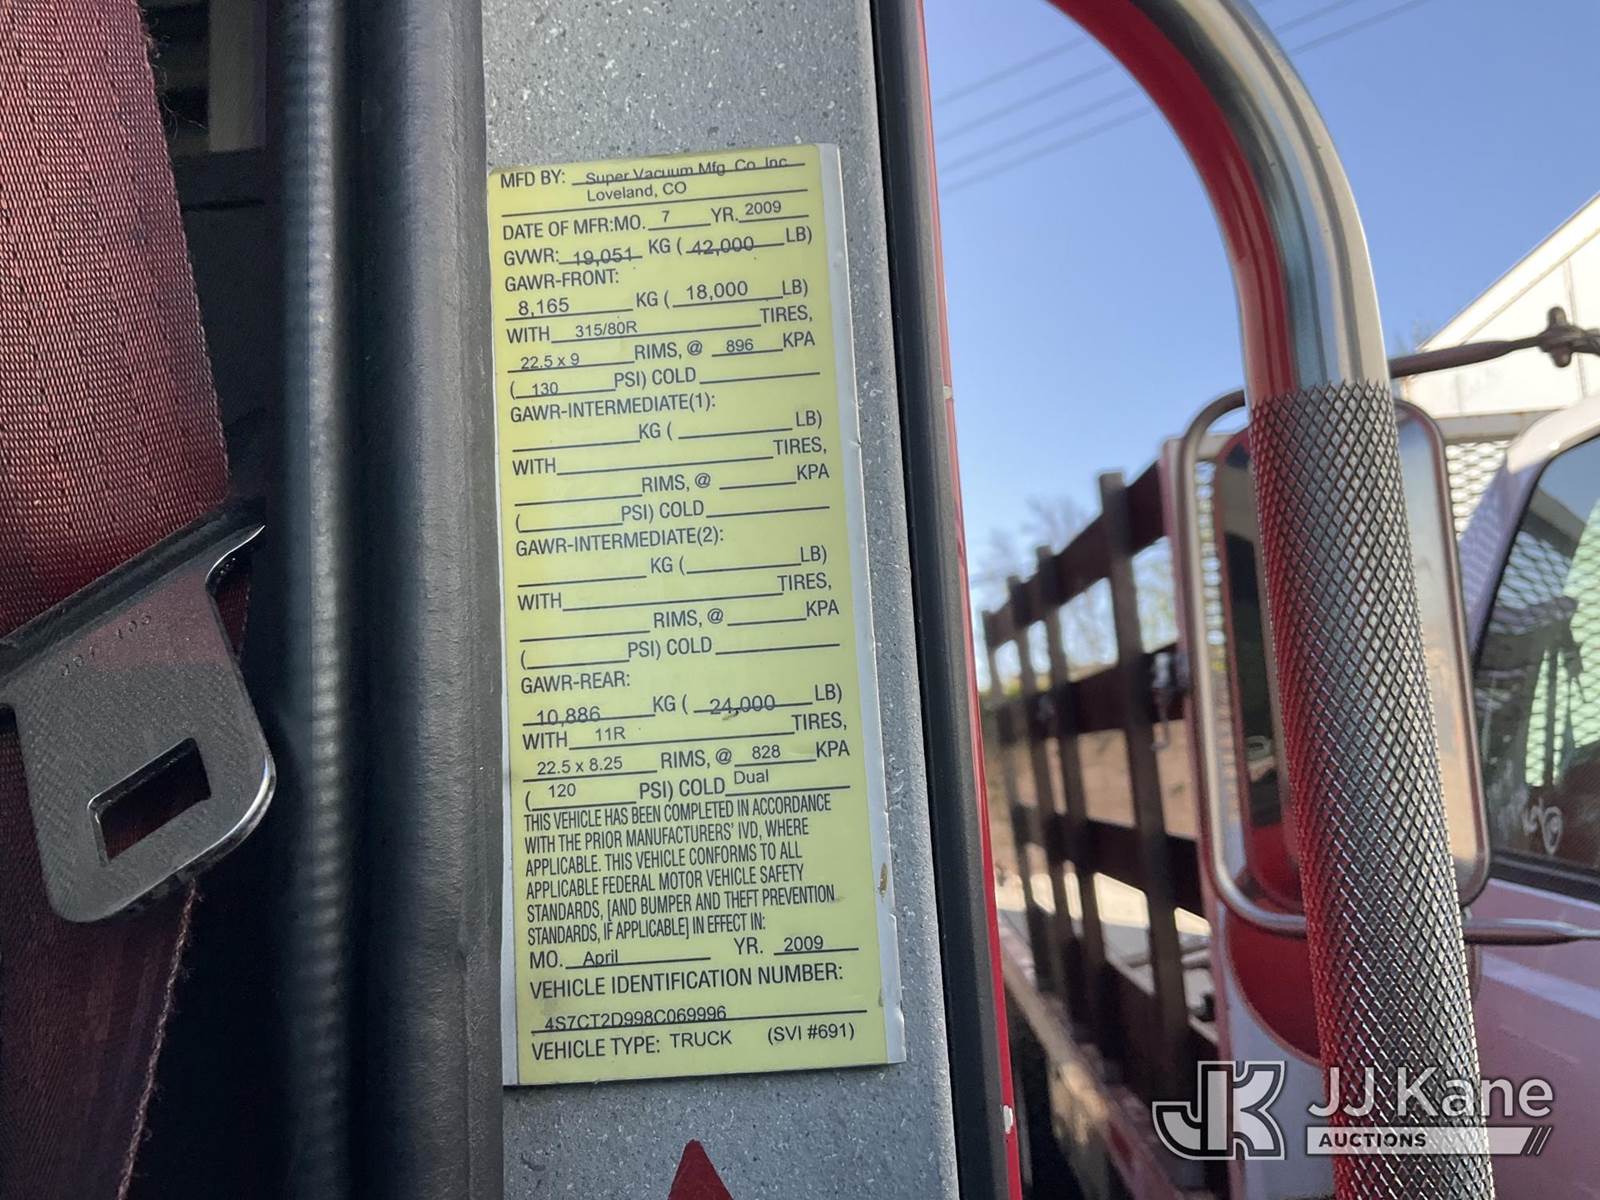 MFD BY: Super Vacuum Mfg. Co. Inc.
Loveland, CO
DATE OF MFR:MO. 7 YR. 2009
GVWR: 19,051 KG ( 42,000 LB)
GAWR-FRONT:
8,165 KG ( 18,000 LB)
WITH 315/80R TIRES,
22.5 x 9 RIMS, @ 896 KPA
( 130 PSI) COLD
GAWR-INTERMEDIATE(1):
KG ( LB)
WITH TIRES,
RIMS, @ KPA
( PSI) COLD
GAWR-INTERMEDIATE(2):
KG ( LB)
WITH TIRES,
RIMS, @ KPA
( PSI) COLD
GAWR-REAR:
10,886 KG ( 24,000 LB)
WITH 11R TIRES,
22.5 x 8.25 RIMS, @ 828 KPA
( 120 PSI) COLD Dual
THIS VEHICLE HAS BEEN COMPLETED IN ACCORDANCE
WITH THE PRIOR MANUFACTURERS' IVD, WHERE
APPLICABLE. THIS VEHICLE CONFORMS TO ALL
APPLICABLE FEDERAL MOTOR VEHICLE SAFETY
STANDARDS, [AND BUMPER AND THEFT PREVENTION
STANDARDS, IF APPLICABLE] IN EFFECT IN:
MO. April YR. 2009
VEHICLE IDENTIFICATION NUMBER:
4S7CT2D998C069996
VEHICLE TYPE: TRUCK (SVI #691)
JK JJ Kane
AUCTIONS